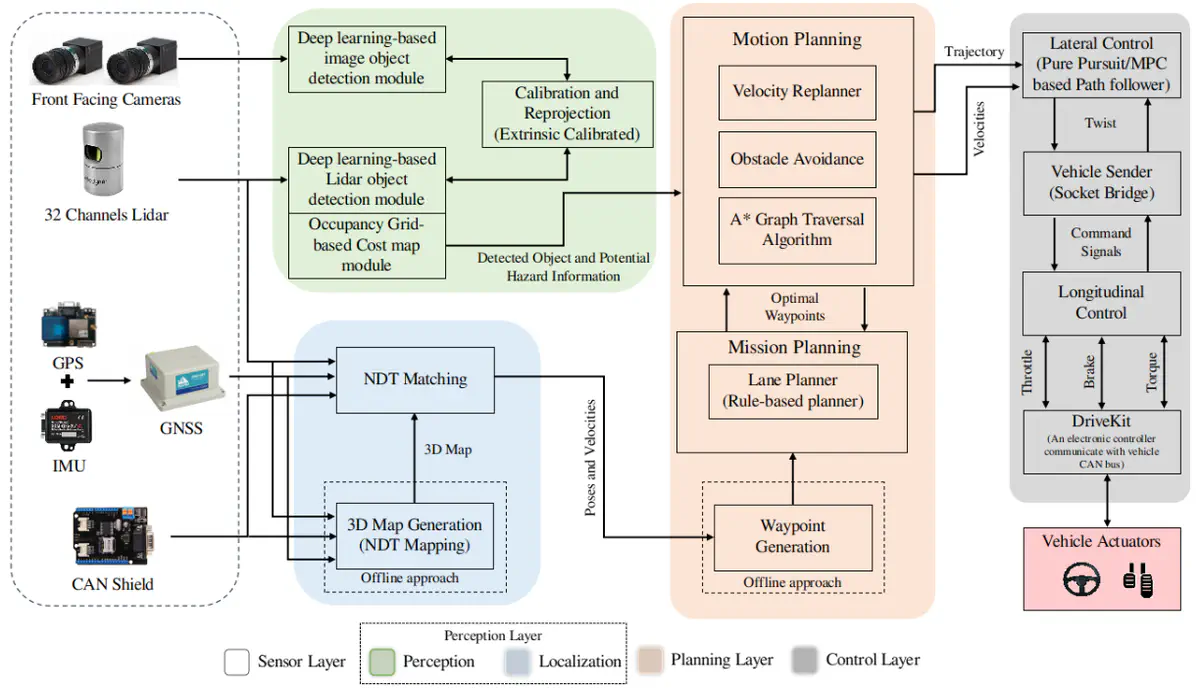 Front Facing Cameras
32 Channels Lidar
GPS
+
IMU
GNSS
CAN Shield
Deep learning-based
image object
detection module
Calibration and
Reprojection
(Extrinsic Calibrated)
Deep learning-based
Lidar object
detection module
Occupancy Grid-
based Cost map
module
Detected Object and Potential
Hazard Information
NDT Matching
3D Map
3D Map Generation
(NDT Mapping)
Offline approach
Poses and Velocities
Motion Planning
Velocity Replanner
Obstacle Avoidance
A* Graph Traversal
Algorithm
Optimal
Waypoints
Mission Planning
Lane Planner
(Rule-based planner)
Waypoint
Generation
Offline approach
Trajectory
Velocities
Lateral Control
(Pure Pursuit/MPC
based Path follower)
Twist
Vehicle Sender
(Socket Bridge)
Command
Signals
Longitudinal
Control
Throttle
Brake
Torque
DriveKit
(An electronic controller
communicate with vehicle
CAN bus)
Vehicle Actuators
Perception Layer
Sensor Layer
Perception
Localization
Planning Layer
Control Layer